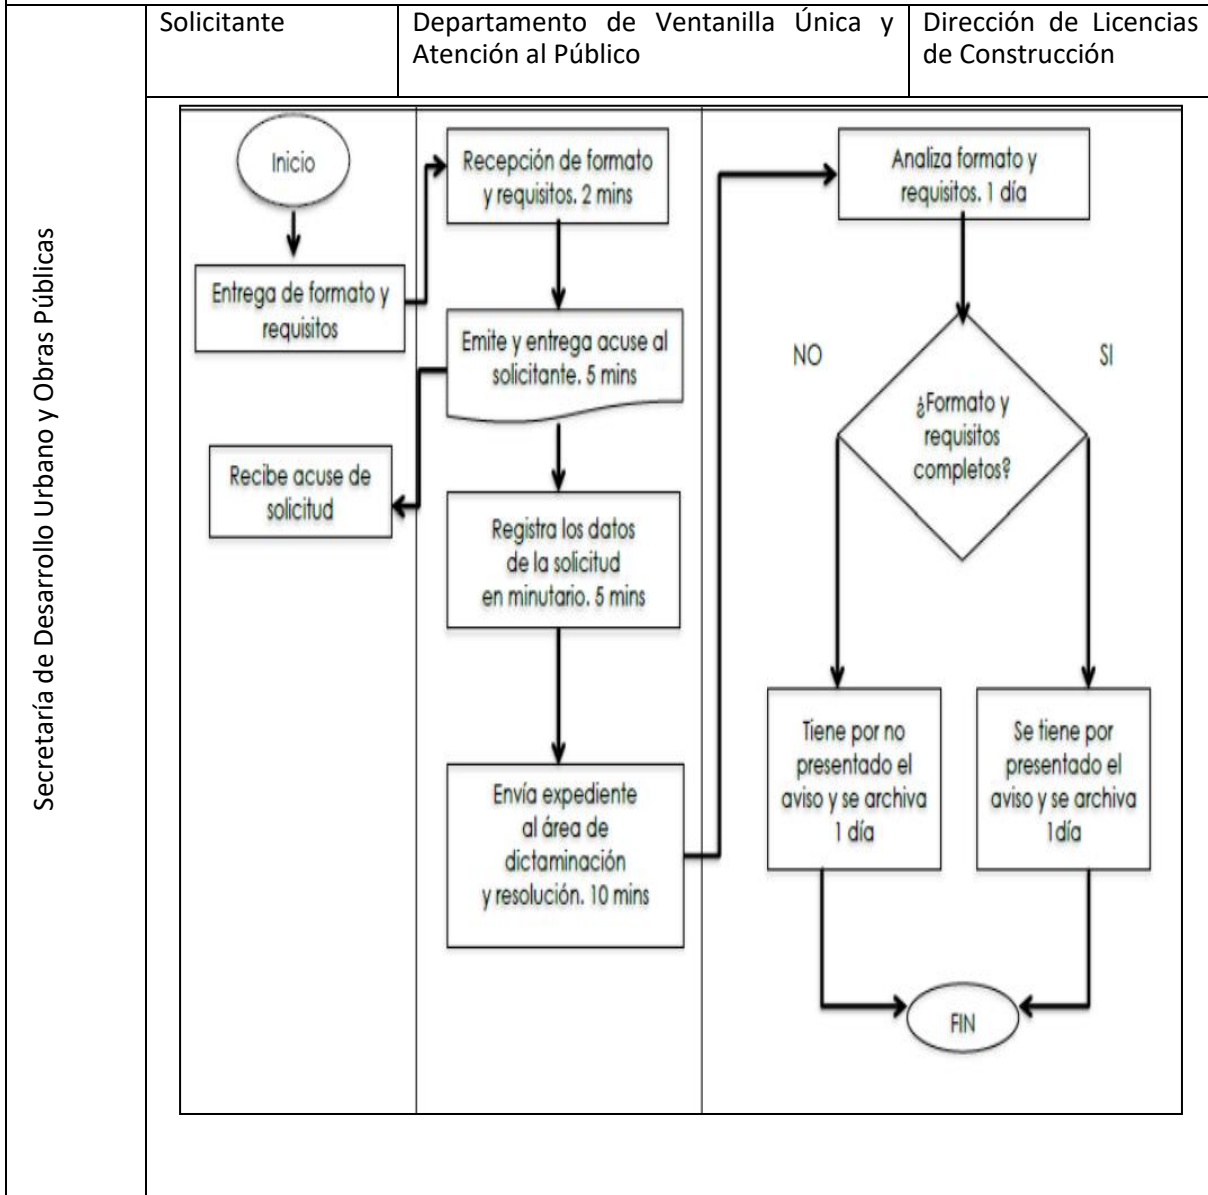 Solicitante
Departamento de Ventanilla Única y
Atención al Público
Dirección de Licencias
de Construcción
Secretaría de Desarrollo Urbano y Obras Públicas
Inicio
Entrega de formato y
requisitos
Recibe acuse de
solicitud
Recepción de formato
y requisitos. 2 mins
Emite y entrega acuse al
solicitante. 5 mins
Registra los datos
de la solicitud
en minutario. 5 mins
Envía expediente
al área de
dictaminación
y resolución. 10 mins
Analiza formato y
requisitos. 1 día
NO
SI
¿Formato y
requisitos
completos?
Tiene por no
presentado el
aviso y se archiva
1 día
Se tiene por
presentado el
aviso y se archiva
1día
FIN